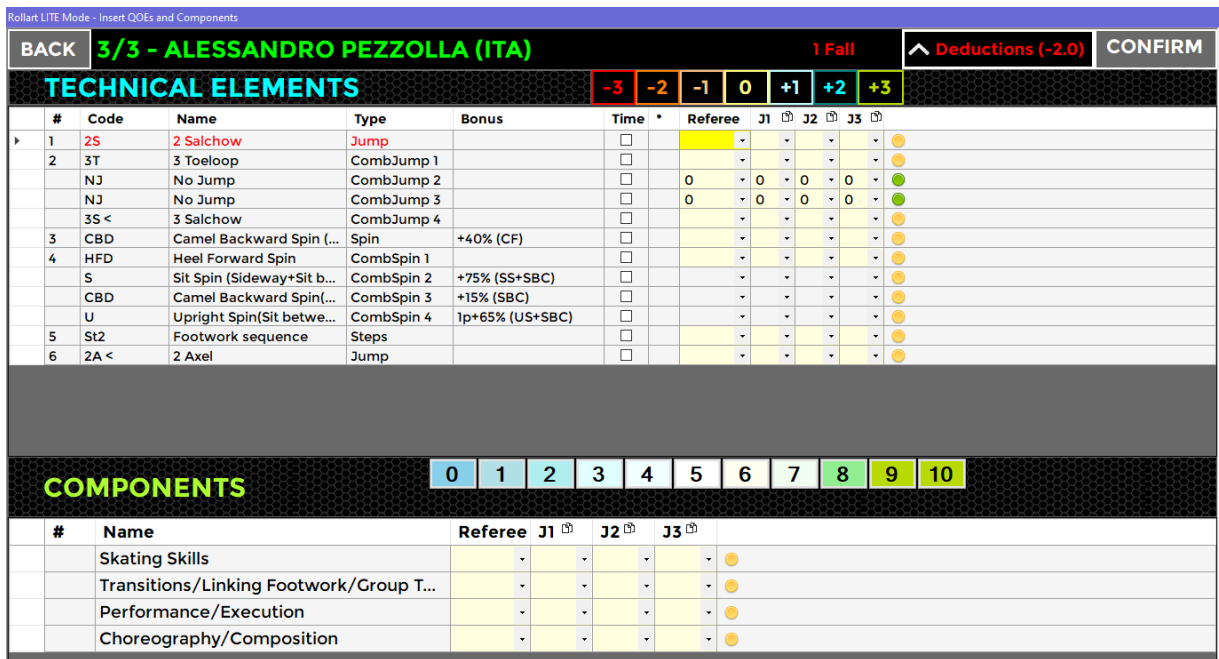 Rollart LITE Mode - Insert QOEs and Components
BACK 3/3 - ALESSANDRO PEZZOLLA (ITA) 1 Fall Deductions (-2.0) CONFIRM
TECHNICAL ELEMENTS -3 -2 -1 0 +1 +2 +3
# Code Name Type Bonus Time * Referee J1 J2 J3
1 2S 2 Salchow Jump
2 3T 3 Toeloop CombJump 1
NJ No Jump CombJump 2 0 0 0 0
NJ No Jump CombJump 3 0 0 0 0
3S < 3 Salchow CombJump 4
3 CBD Camel Backward Spin (... Spin +40% (CF)
4 HFD Heel Forward Spin CombSpin 1
S Sit Spin (Sideway+Sit b... CombSpin 2 +75% (SS+SBC)
CBD Camel Backward Spin(... CombSpin 3 +15% (SBC)
U Upright Spin(Sit betwe... CombSpin 4 1p+65% (US+SBC)
5 St2 Footwork sequence Steps
6 2A < 2 Axel Jump
COMPONENTS 0 1 2 3 4 5 6 7 8 9 10
# Name Referee J1 J2 J3
Skating Skills
Transitions/Linking Footwork/Group T...
Performance/Execution
Choreography/Composition